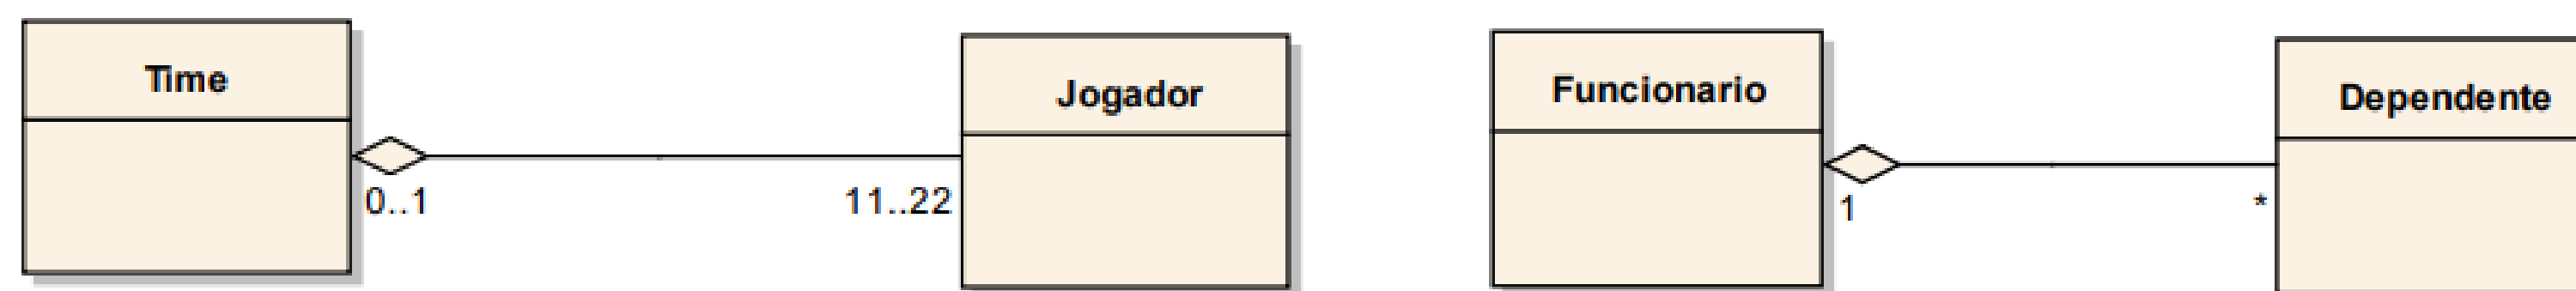 Time
Jogador
0..1
11..22
Funcionario
Dependente
1
*